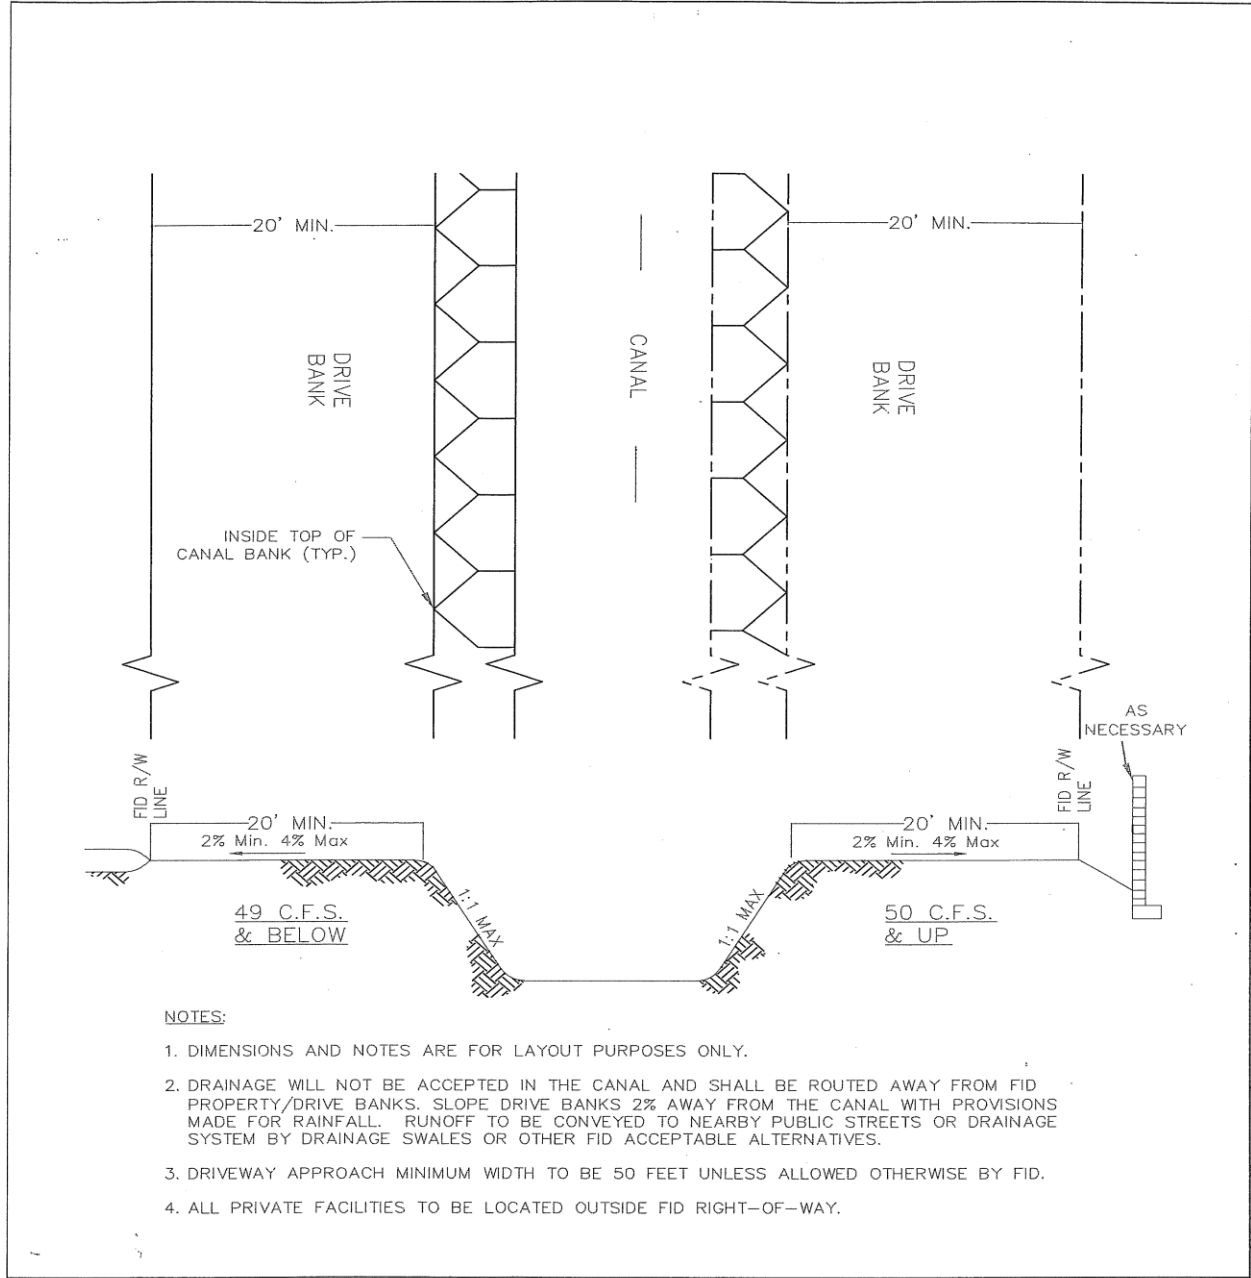 20' MIN.
20' MIN.
DRIVE
BANK
CANAL
DRIVE
BANK
INSIDE TOP OF
CANAL BANK (TYP.)
AS
NECESSARY
FID R/W
LINE
FID R/W
LINE
20' MIN.
2% Min. 4% Max
20' MIN.
2% Min. 4% Max
1:1 MAX
1:1 MAX
49 C.F.S.
& BELOW
50 C.F.S.
& UP
NOTES:
1. DIMENSIONS AND NOTES ARE FOR LAYOUT PURPOSES ONLY.
2. DRAINAGE WILL NOT BE ACCEPTED IN THE CANAL AND SHALL BE ROUTED AWAY FROM FID
PROPERTY/DRIVE BANKS. SLOPE DRIVE BANKS 2% AWAY FROM THE CANAL WITH PROVISIONS
MADE FOR RAINFALL. RUNOFF TO BE CONVEYED TO NEARBY PUBLIC STREETS OR DRAINAGE
SYSTEM BY DRAINAGE SWALES OR OTHER FID ACCEPTABLE ALTERNATIVES.
3. DRIVEWAY APPROACH MINIMUM WIDTH TO BE 50 FEET UNLESS ALLOWED OTHERWISE BY FID.
4. ALL PRIVATE FACILITIES TO BE LOCATED OUTSIDE FID RIGHT-OF-WAY.